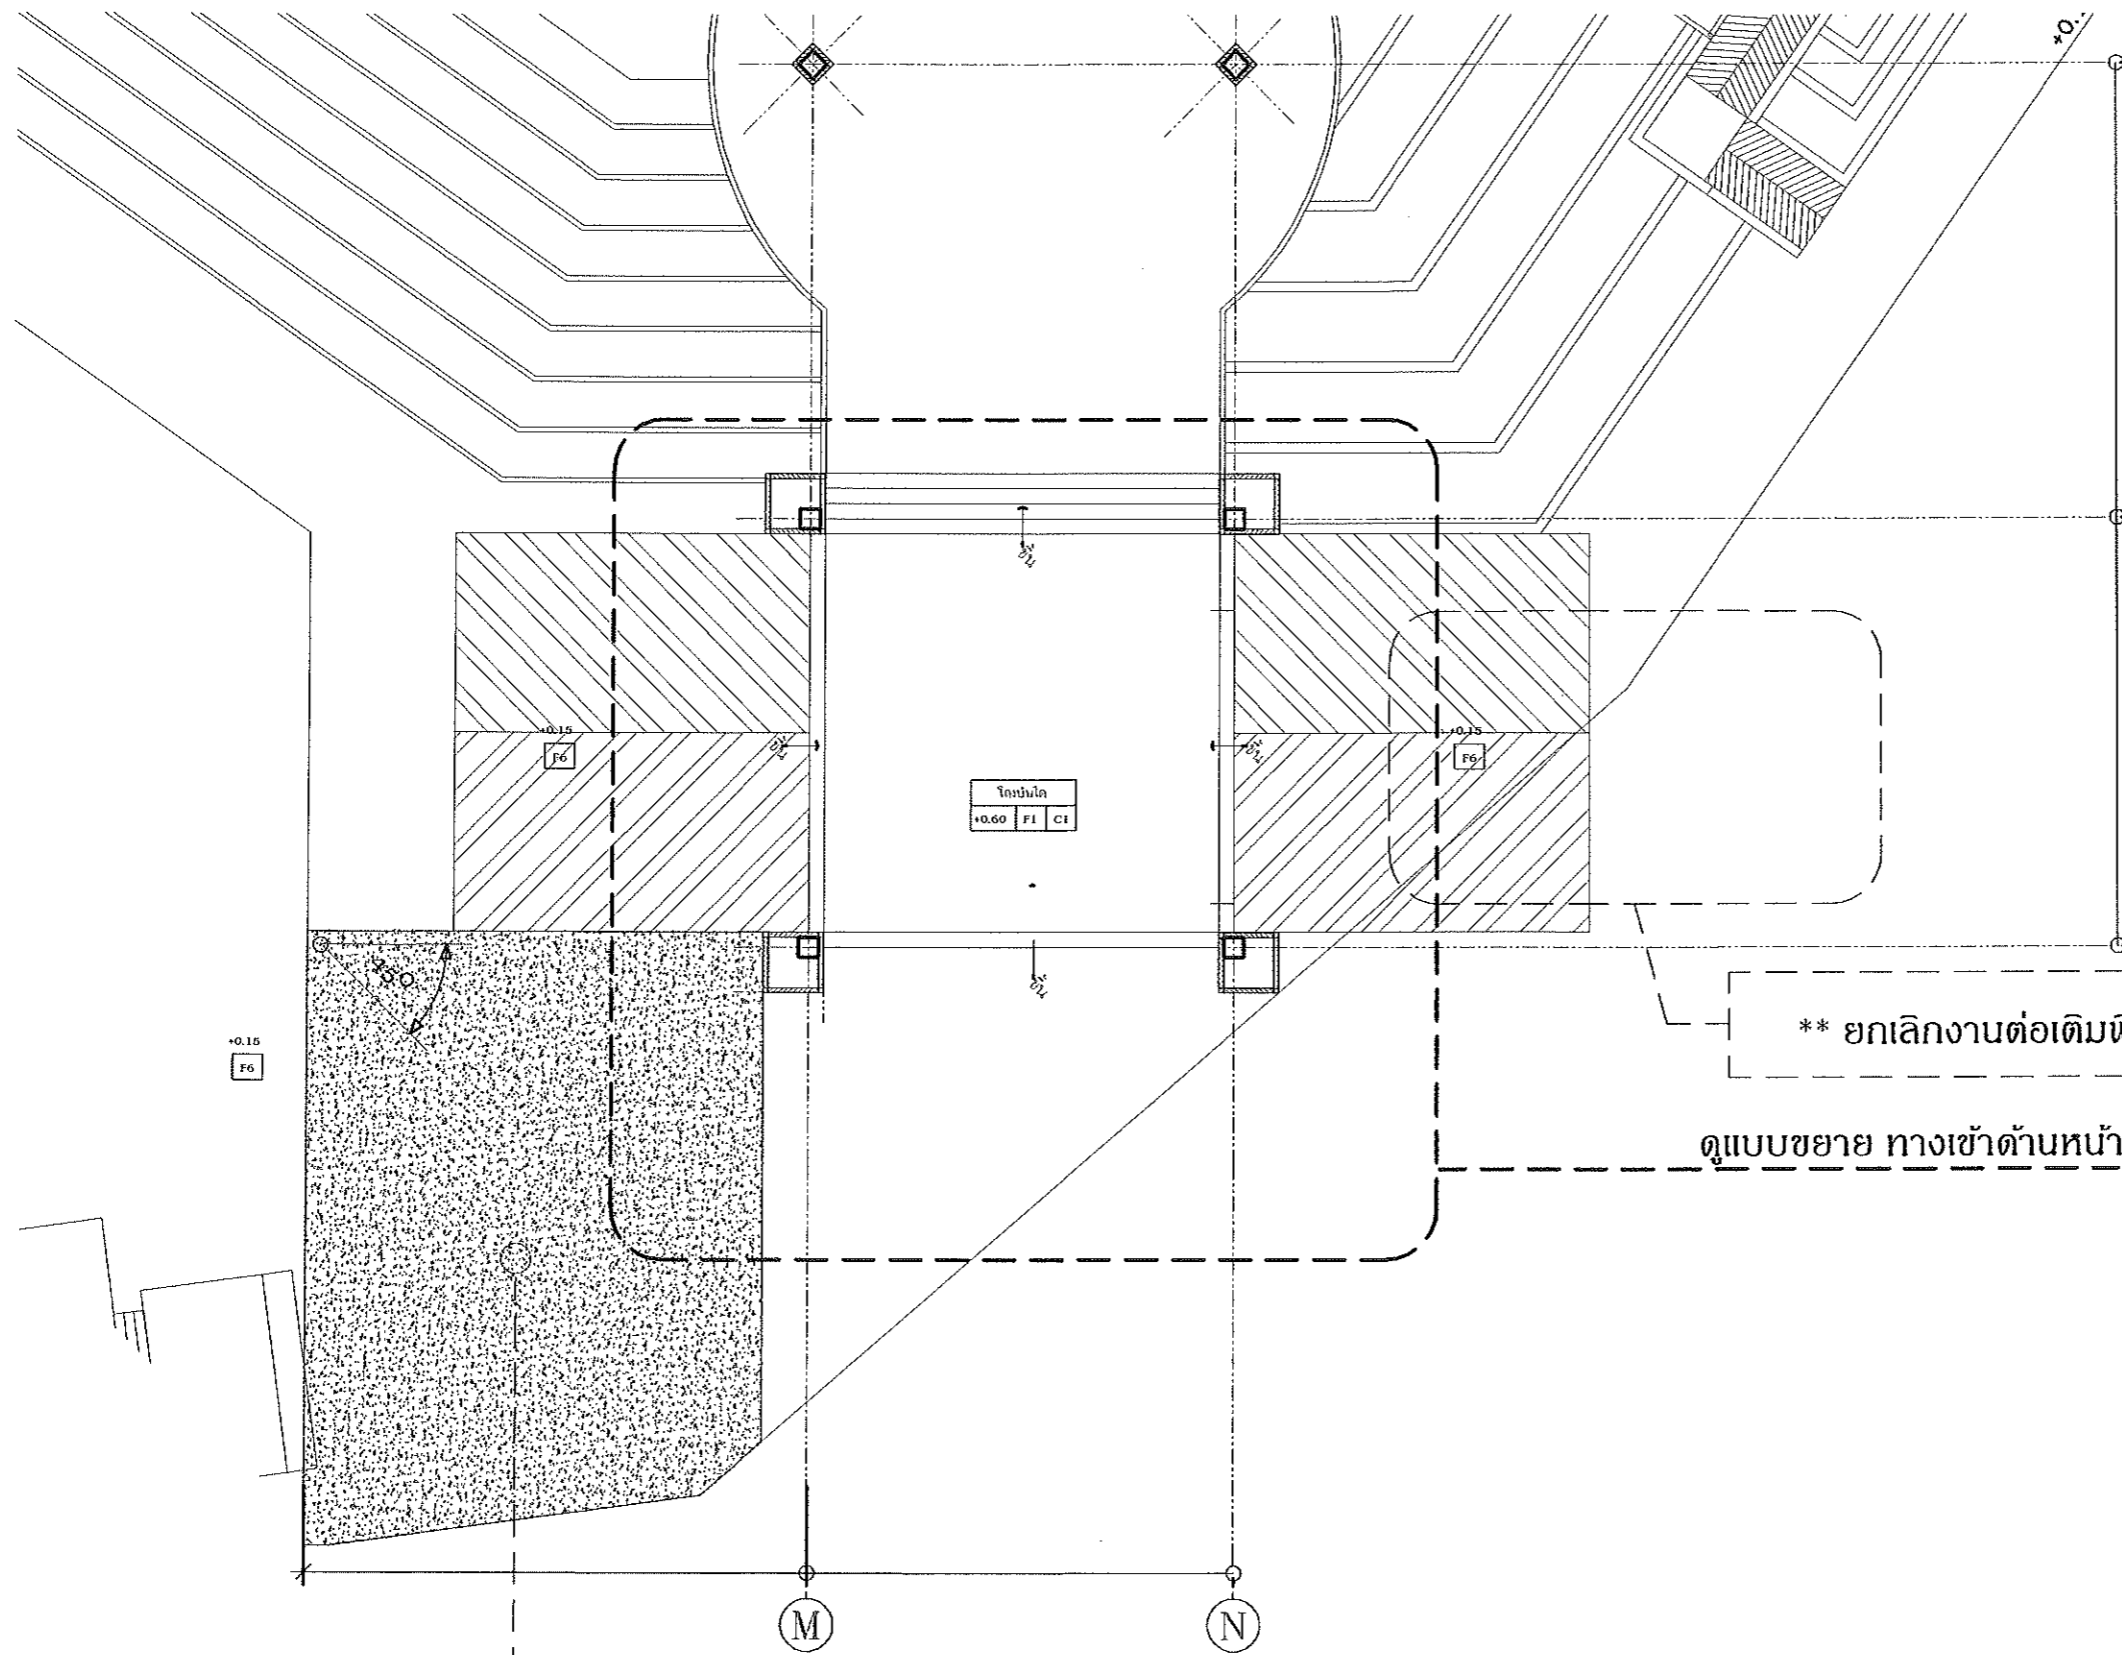 +0.
ขึ้น
+0.15
F6
ขึ้น
ขึ้น
+0.15
F6
โถงบันได
+0.60 F1 C1
45O
ขึ้น
** ยกเลิกงานต่อเติม
+0.15
F6
ดูแบบขยาย ทางเข้าด้านหน้า
M
N